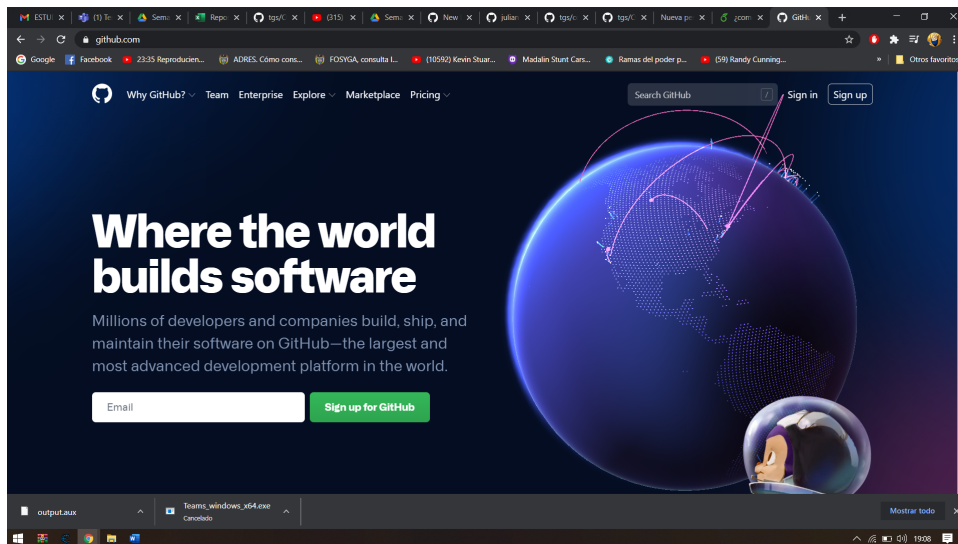 ESTUI
(1) Te
Sema
Repo
tgs/C
(315)
Sema
New
julian
tgs/c
tgs/C
Nueva pe
¿com
GitHu
github.com
Google
Facebook
23:35 Reproducien...
ADRES. Cómo cons...
FOSYGA, consulta l...
(10592) Kevin Stuar...
Madalin Stunt Cars...
Ramas del poder p...
(59) Randy Cunning...
»
Otros favoritos
Why GitHub?
Team
Enterprise
Explore
Marketplace
Pricing
Search GitHub
/
Sign in
Sign up
Where the world
builds software
Millions of developers and companies build, ship, and
maintain their software on GitHub—the largest and
most advanced development platform in the world.
Email
Sign up for GitHub
output.aux
Teams_windows_x64.exe
Cancelado
Mostrar todo
19:08